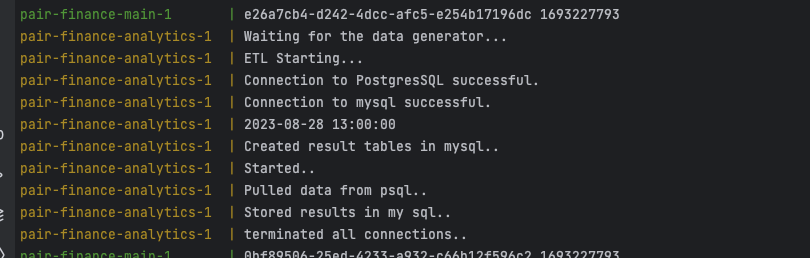 pair-finance-main-1 | e26a7cb4-d242-4dcc-afc5-e254b17196dc 1693227793
pair-finance-analytics-1 | Waiting for the data generator...
pair-finance-analytics-1 | ETL Starting...
pair-finance-analytics-1 | Connection to PostgresSQL successful.
pair-finance-analytics-1 | Connection to mysql successful.
pair-finance-analytics-1 | 2023-08-28 13:00:00
pair-finance-analytics-1 | Created result tables in mysql..
pair-finance-analytics-1 | Started..
pair-finance-analytics-1 | Pulled data from psql..
pair-finance-analytics-1 | Stored results in my sql..
pair-finance-analytics-1 | terminated all connections..
pair-finance-main-1 | 0bf89506-25ed-4233-a932-c66b12f596c2 1693227793